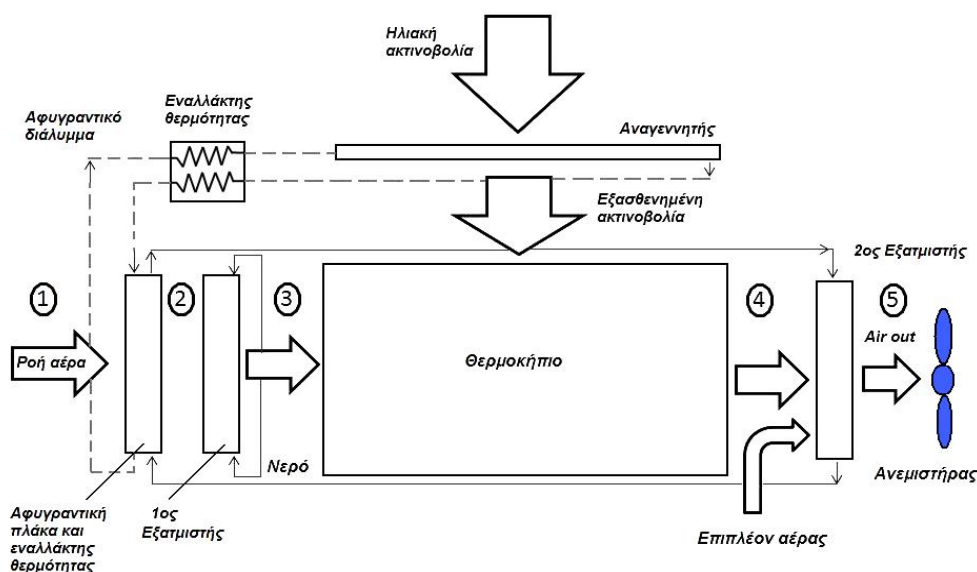 Ηλιακή
ακτινοβολία
Εναλλάκτης
θερμότητας
Αφυγραντικό
διάλυμμα
Αναγεννητής
Εξασθενημένη
ακτινοβολία
2ος Εξατμιστής
1
2
3
4
5
Air out
Ροή αέρα
Θερμοκήπιο
Νερό
Ανεμιστήρας
Αφυγραντική
πλάκα και
εναλλάκτης
θερμότητας
1ος
Εξατμιστής
Επιπλέον αέρας